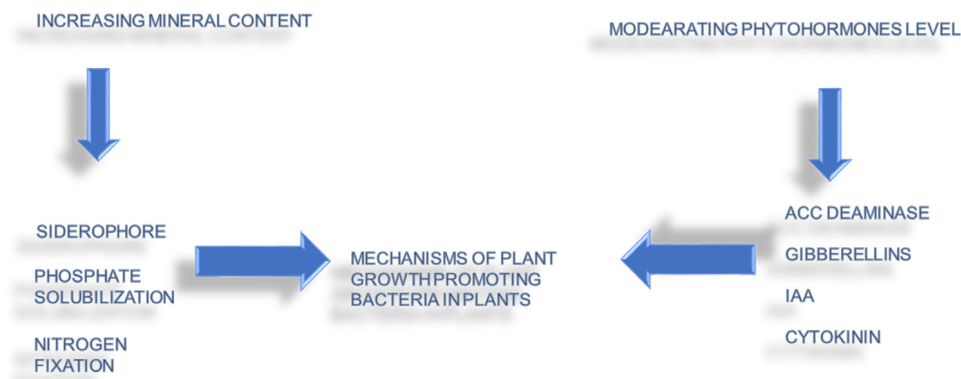 INCREASING MINERAL CONTENT
MODEARATING PHYTOHORMONES LEVEL
SIDEROPHORE
PHOSPHATE
SOLUBILIZATION
NITROGEN
FIXATION
MECHANISMS OF PLANT
GROWTH PROMOTING
BACTERIA IN PLANTS
ACC DEAMINASE
GIBBERELLINS
IAA
CYTOKININ